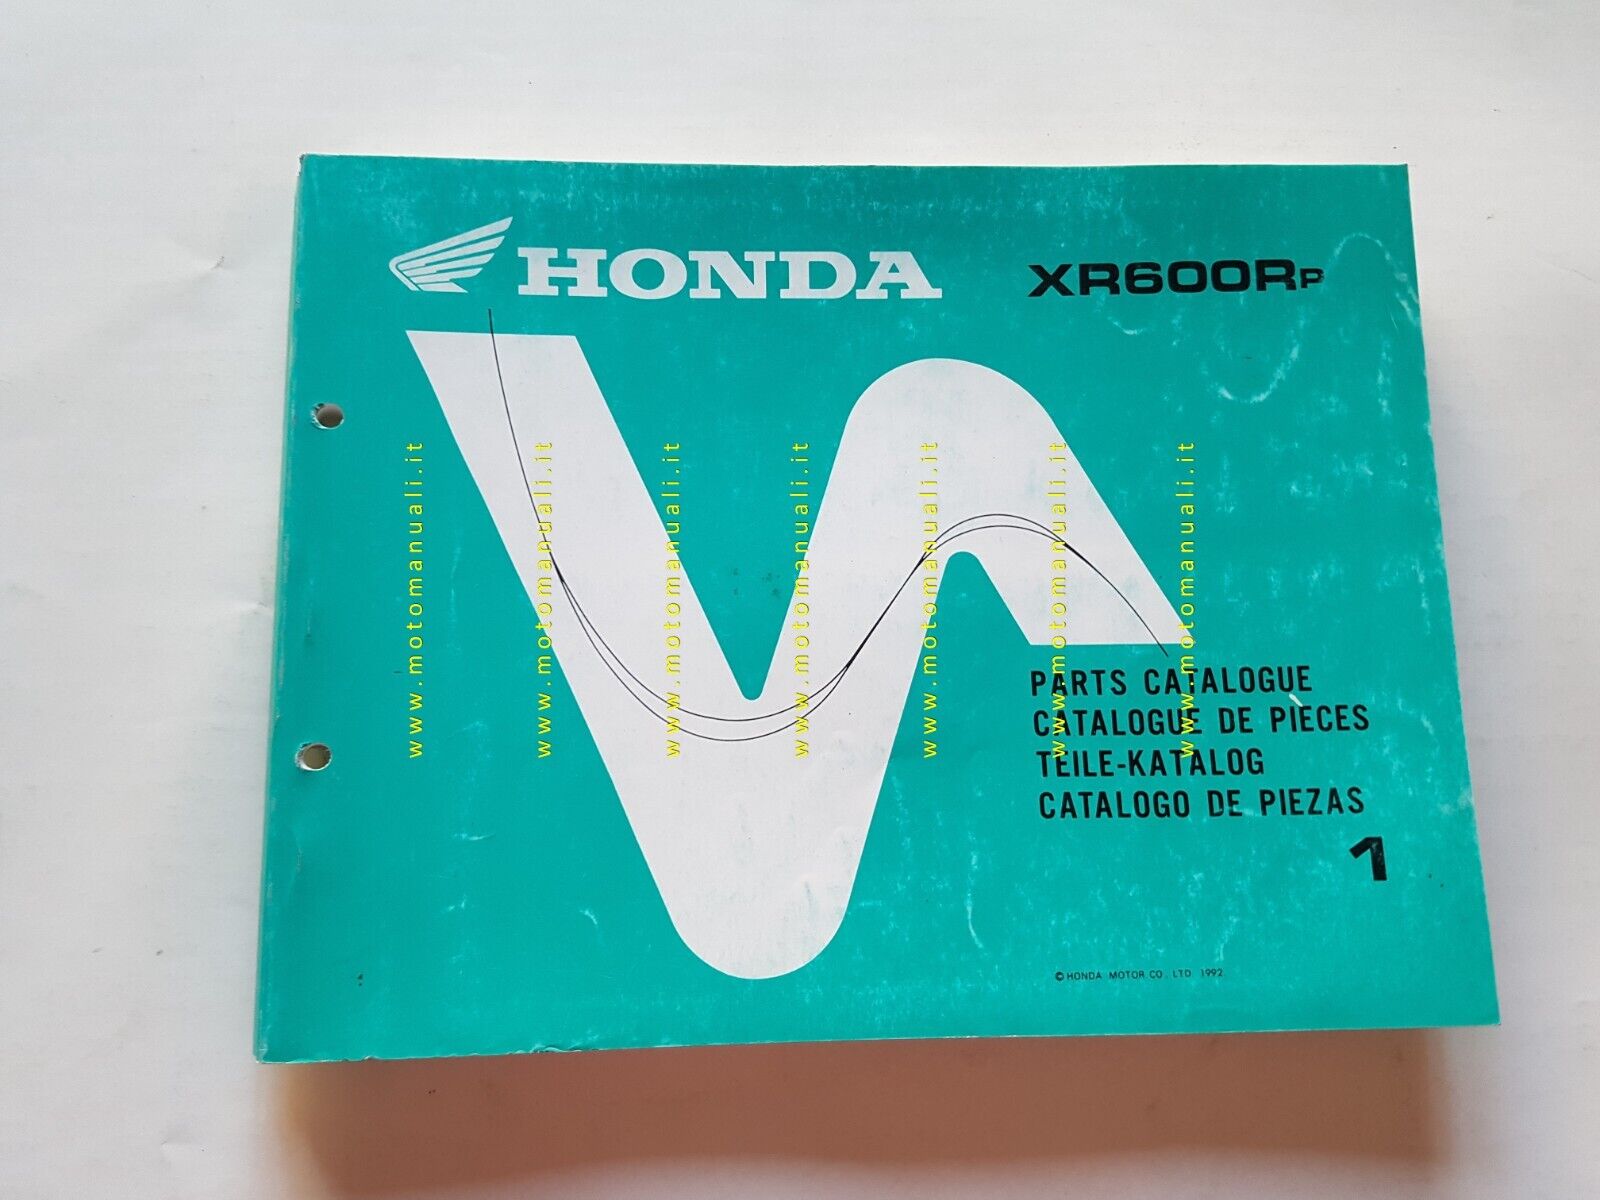 HONDA
XR600RP
PARTS CATALOGUE
CATALOGUE DE PIECES
TEILE-KATALOG
CATALOGO DE PIEZAS
1
© HONDA MOTOR CO., LTD. 1992
www.motomanuali.it
www.motomanuali.it
www.motomanuali.it
www.motomanuali.it
www.motomanuali.it
www.motomanuali.it
www.motomanuali.it